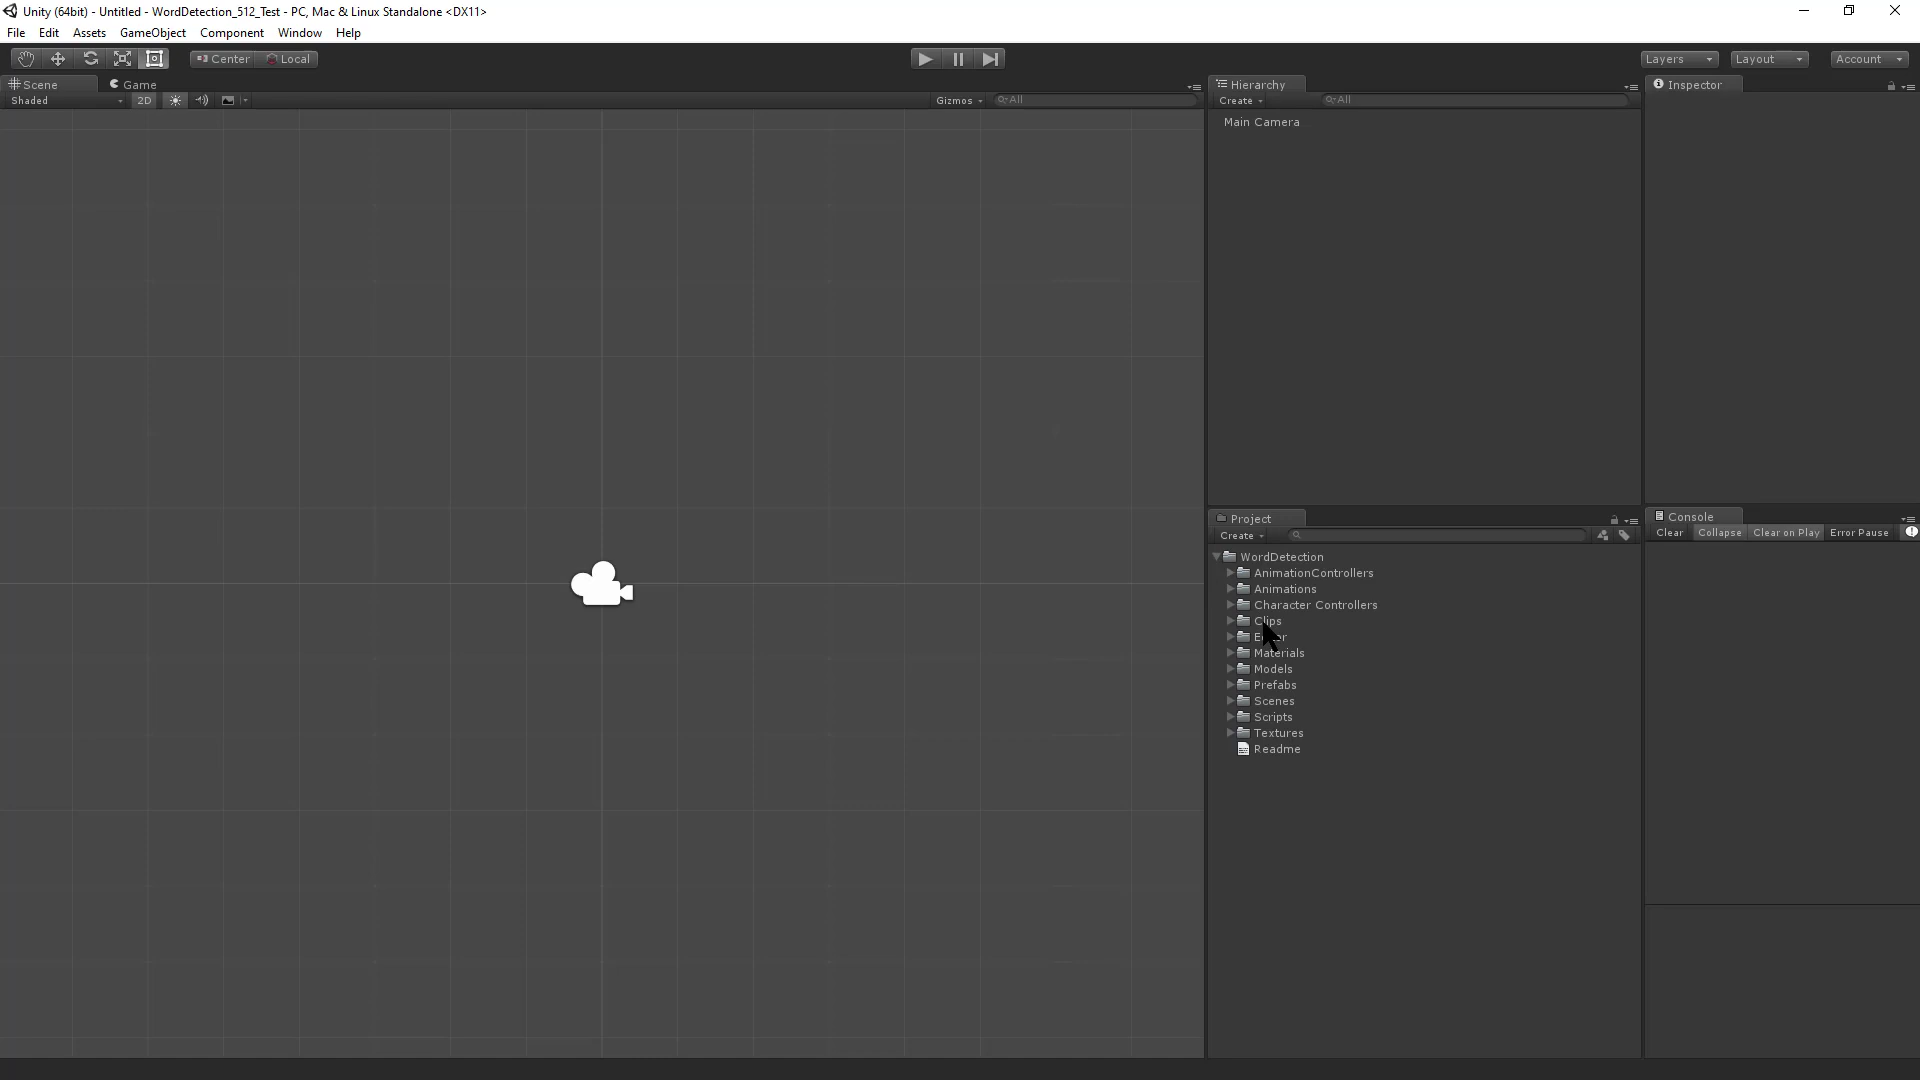 Unity (64bit) - Untitled - WordDetection_512_Test - PC, Mac & Linux Standalone <DX11>
File Edit Assets GameObject Component Window Help
Center Local
Layers Layout Account
Scene Game
Shaded 2D Gizmos All
Hierarchy
Create All
Main Camera
Inspector
Project
Create
WordDetection
AnimationControllers
Animations
Character Controllers
Clips
Materials
Models
Prefabs
Scenes
Scripts
Textures
Readme
Console
Clear Collapse Clear on Play Error Pause